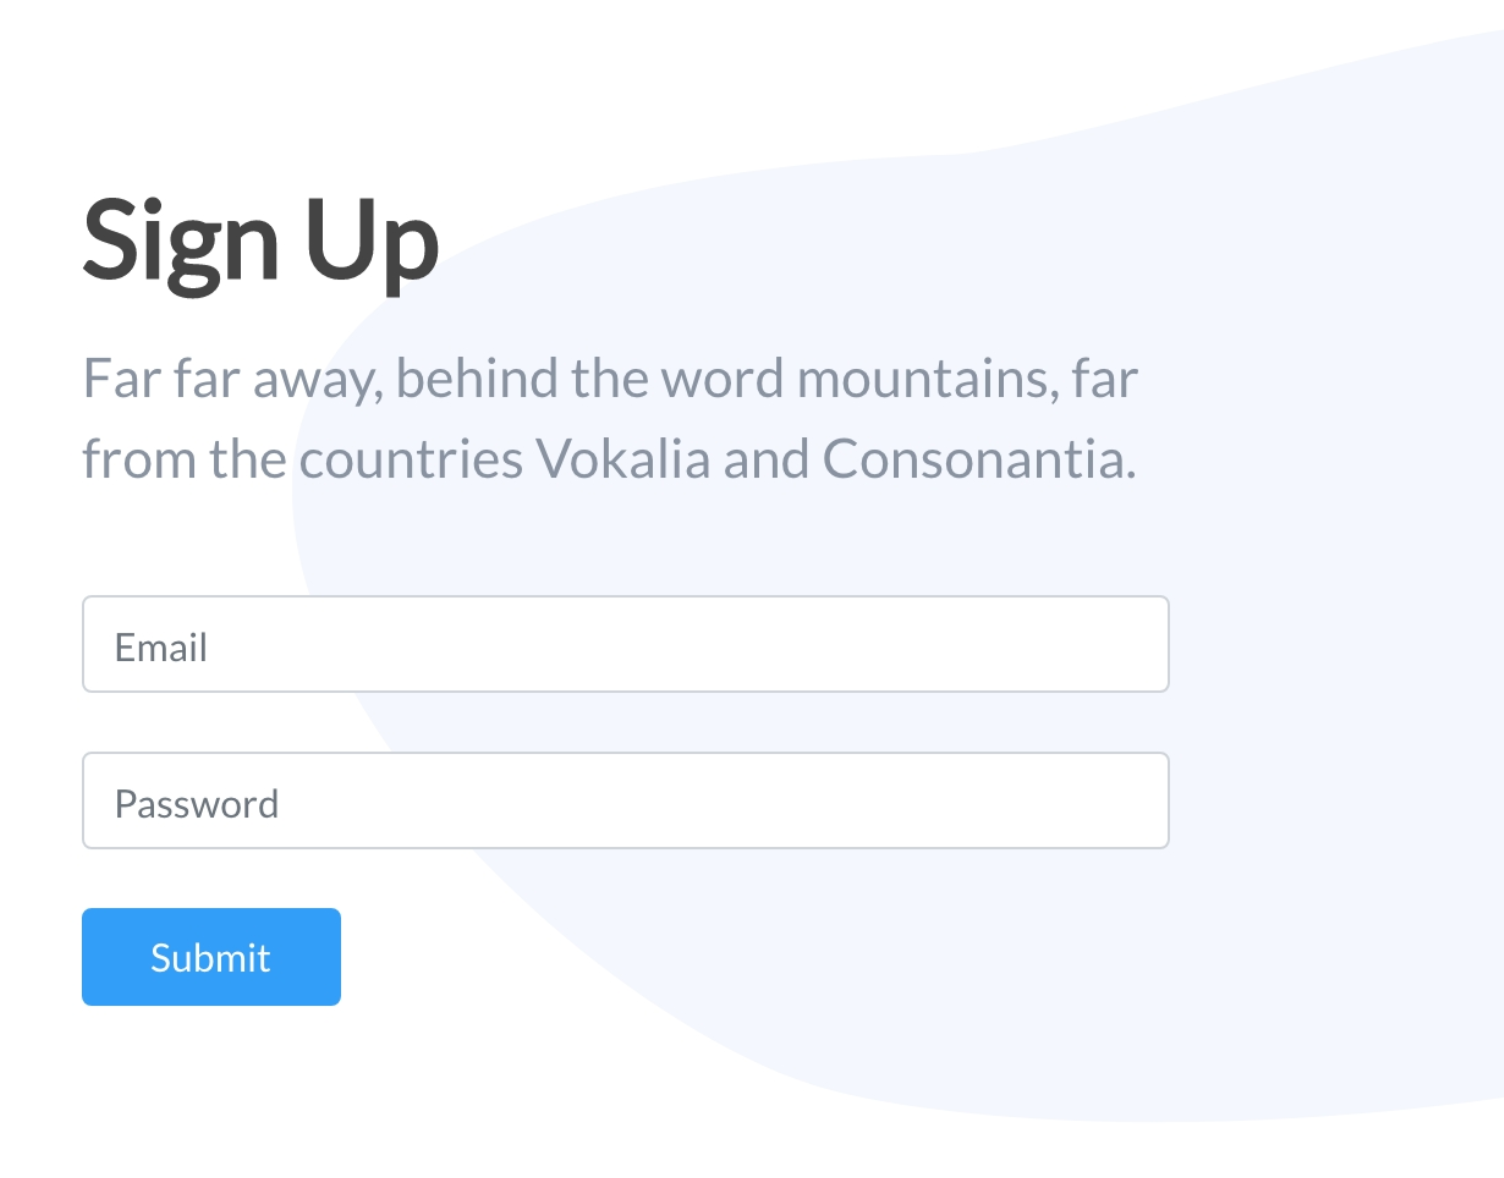 Sign Up
Far far away, behind the word mountains, far
from the countries Vokalia and Consonantia.
Email
Password
Submit